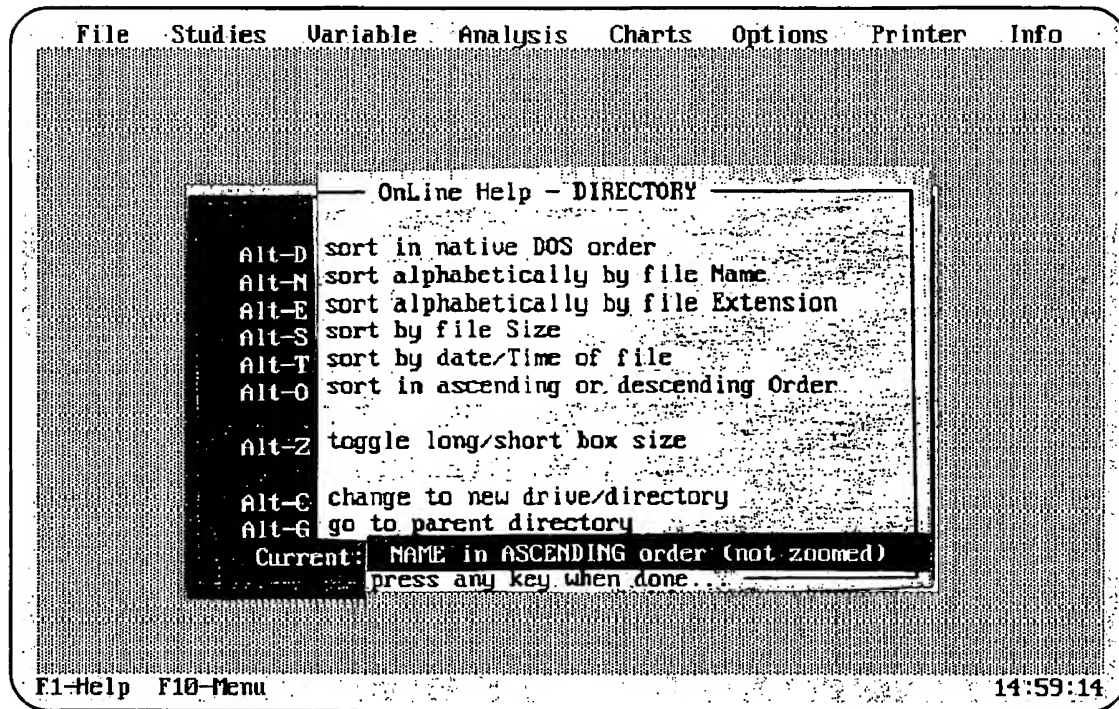 File Studies Variable Analysis Charts Options Printer Info
OnLine Help - DIRECTORY
Alt-D sort in native DOS order
Alt-N sort alphabetically by file Name
Alt-E sort alphabetically by file Extension
Alt-S sort by file Size
Alt-T sort by date/Time of file
Alt-O sort in ascending or descending Order
Alt-Z toggle long/short box size
Alt-C change to new drive/directory
Alt-G go to parent directory
Current: NAME in ASCENDING order (not zoomed)
press any key when done...
F1-Help F10-Menu 14:59:14